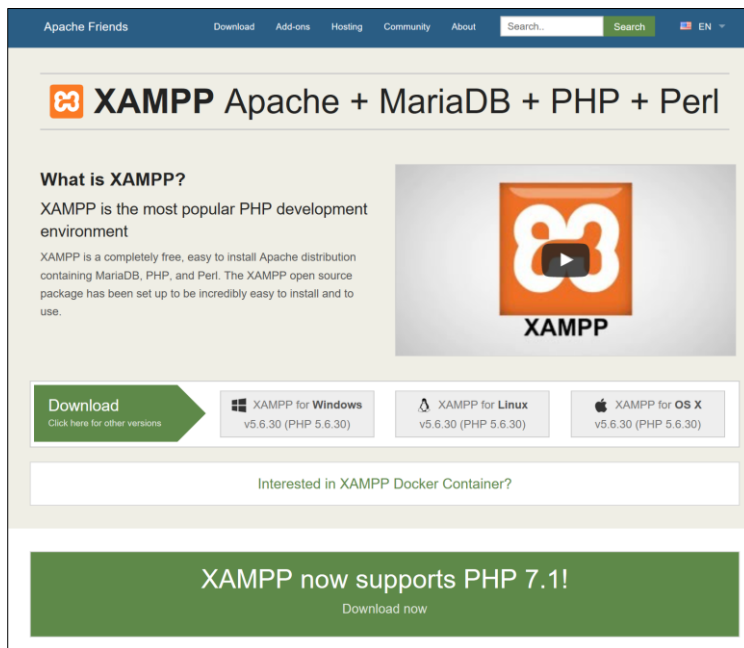 Apache Friends
Download Add-ons Hosting Community About Search.. Search EN
XAMPP Apache + MariaDB + PHP + Perl
What is XAMPP?
XAMPP is the most popular PHP development
environment
XAMPP is a completely free, easy to install Apache distribution
containing MariaDB, PHP, and Perl. The XAMPP open source
package has been set up to be incredibly easy to install and to
use.
XAMPP
Download
Click here for other versions
XAMPP for Windows
v5.6.30 (PHP 5.6.30)
XAMPP for Linux
v5.6.30 (PHP 5.6.30)
XAMPP for OS X
v5.6.30 (PHP 5.6.30)
Interested in XAMPP Docker Container?
XAMPP now supports PHP 7.1!
Download now